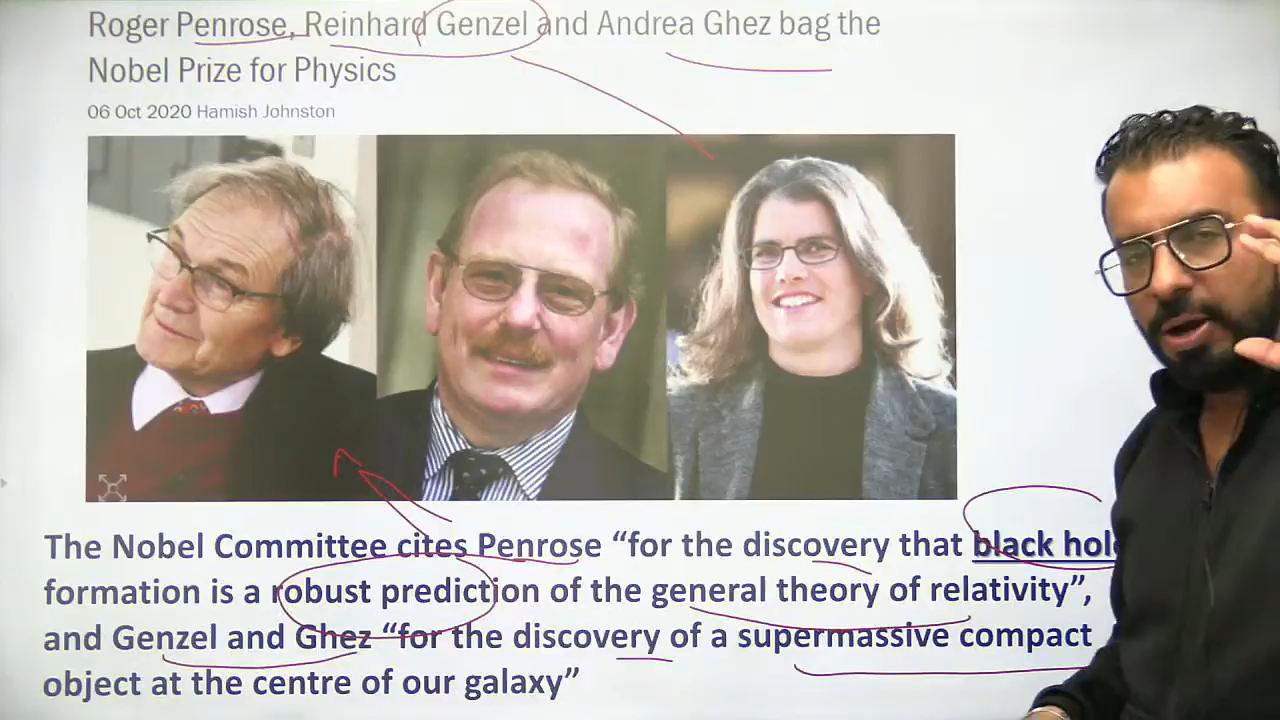 Roger Penrose, Reinhard Genzel and Andrea Ghez bag the
Nobel Prize for Physics
06 Oct 2020 Hamish Johnston
The Nobel Committee cites Penrose “for the discovery that black hol
formation is a robust prediction of the general theory of relativity”,
and Genzel and Ghez “for the discovery of a supermassive compact
object at the centre of our galaxy”